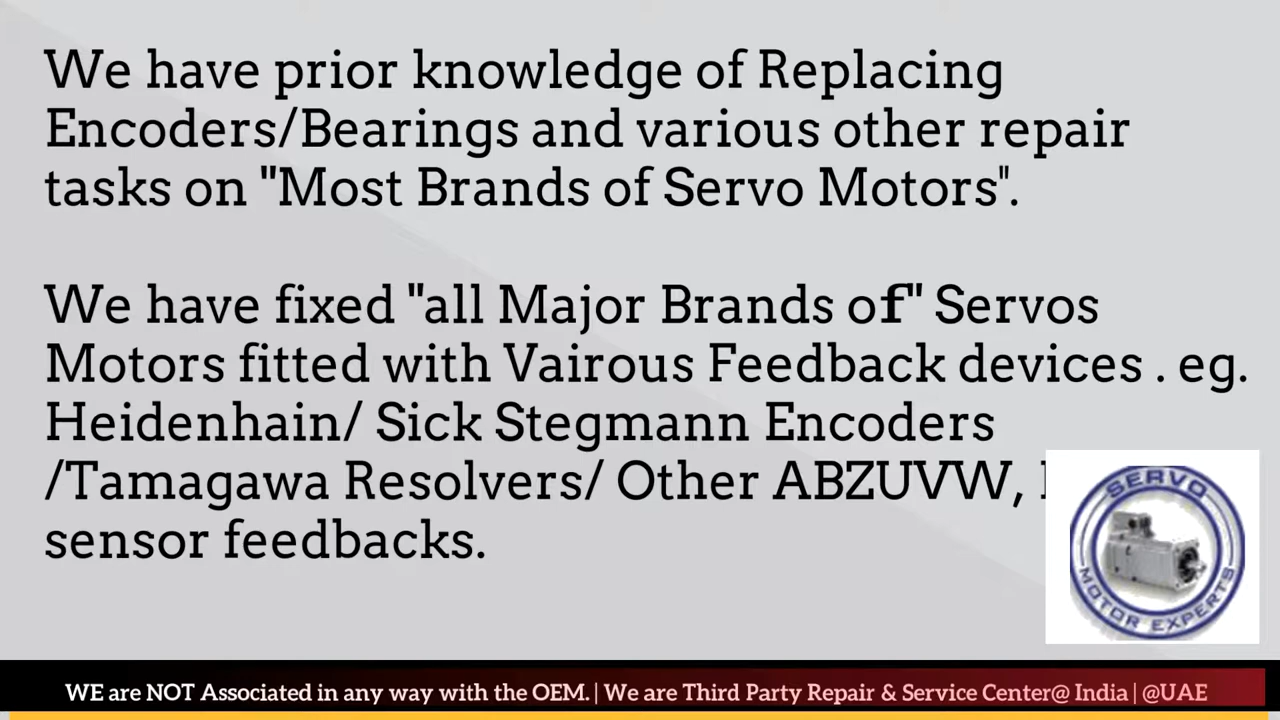 We have prior knowledge of Replacing
Encoders/Bearings and various other repair
tasks on "Most Brands of Servo Motors".
We have fixed "all Major Brands of" Servos
Motors fitted with Vairous Feedback devices . eg.
Heidenhain/ Sick Stegmann Encoders
/Tamagawa Resolvers/ Other ABZUVW,
sensor feedbacks.
SERVO
MOTOR EXPERTS
WE are NOT Associated in any way with the OEM. | We are Third Party Repair & Service Center@ India | @UAE